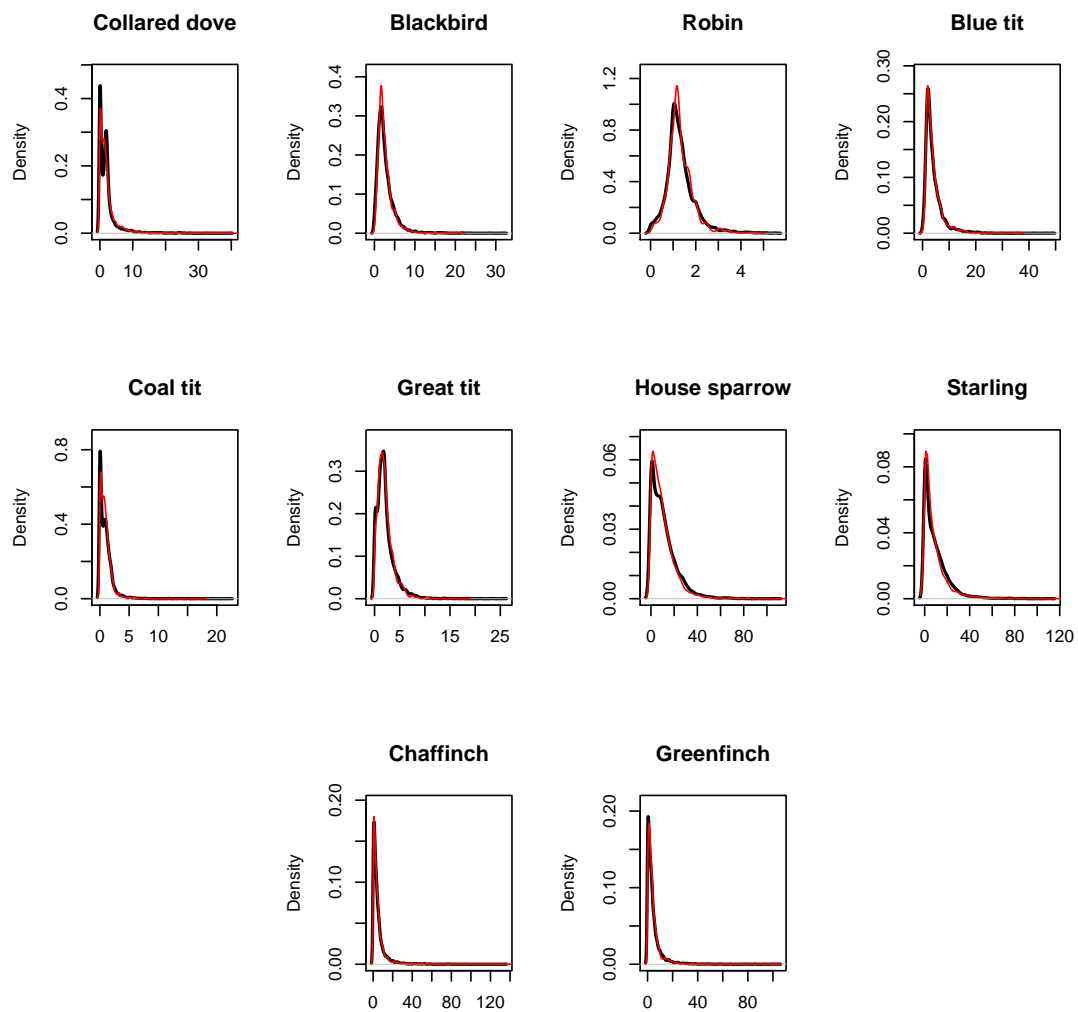 Collared dove
Blackbird
Robin
Blue tit
Density
0.0 0.2 0.4
0 10 30
Density
0.0 0.1 0.2 0.3 0.4
0 10 20 30
Density
0.0 0.4 0.8 1.2
0 2 4
Density
0.00 0.10 0.20 0.30
0 20 40
Coal tit
Great tit
House sparrow
Starling
Density
0.0 0.4 0.8
0 5 10 20
Density
0.0 0.1 0.2 0.3
0 5 15 25
Density
0.00 0.03 0.06
0 40 80
Density
0.00 0.04 0.08
0 40 80 120
Chaffinch
Greenfinch
Density
0.00 0.10 0.20
0 40 80 120
Density
0.00 0.10 0.20
0 40 80